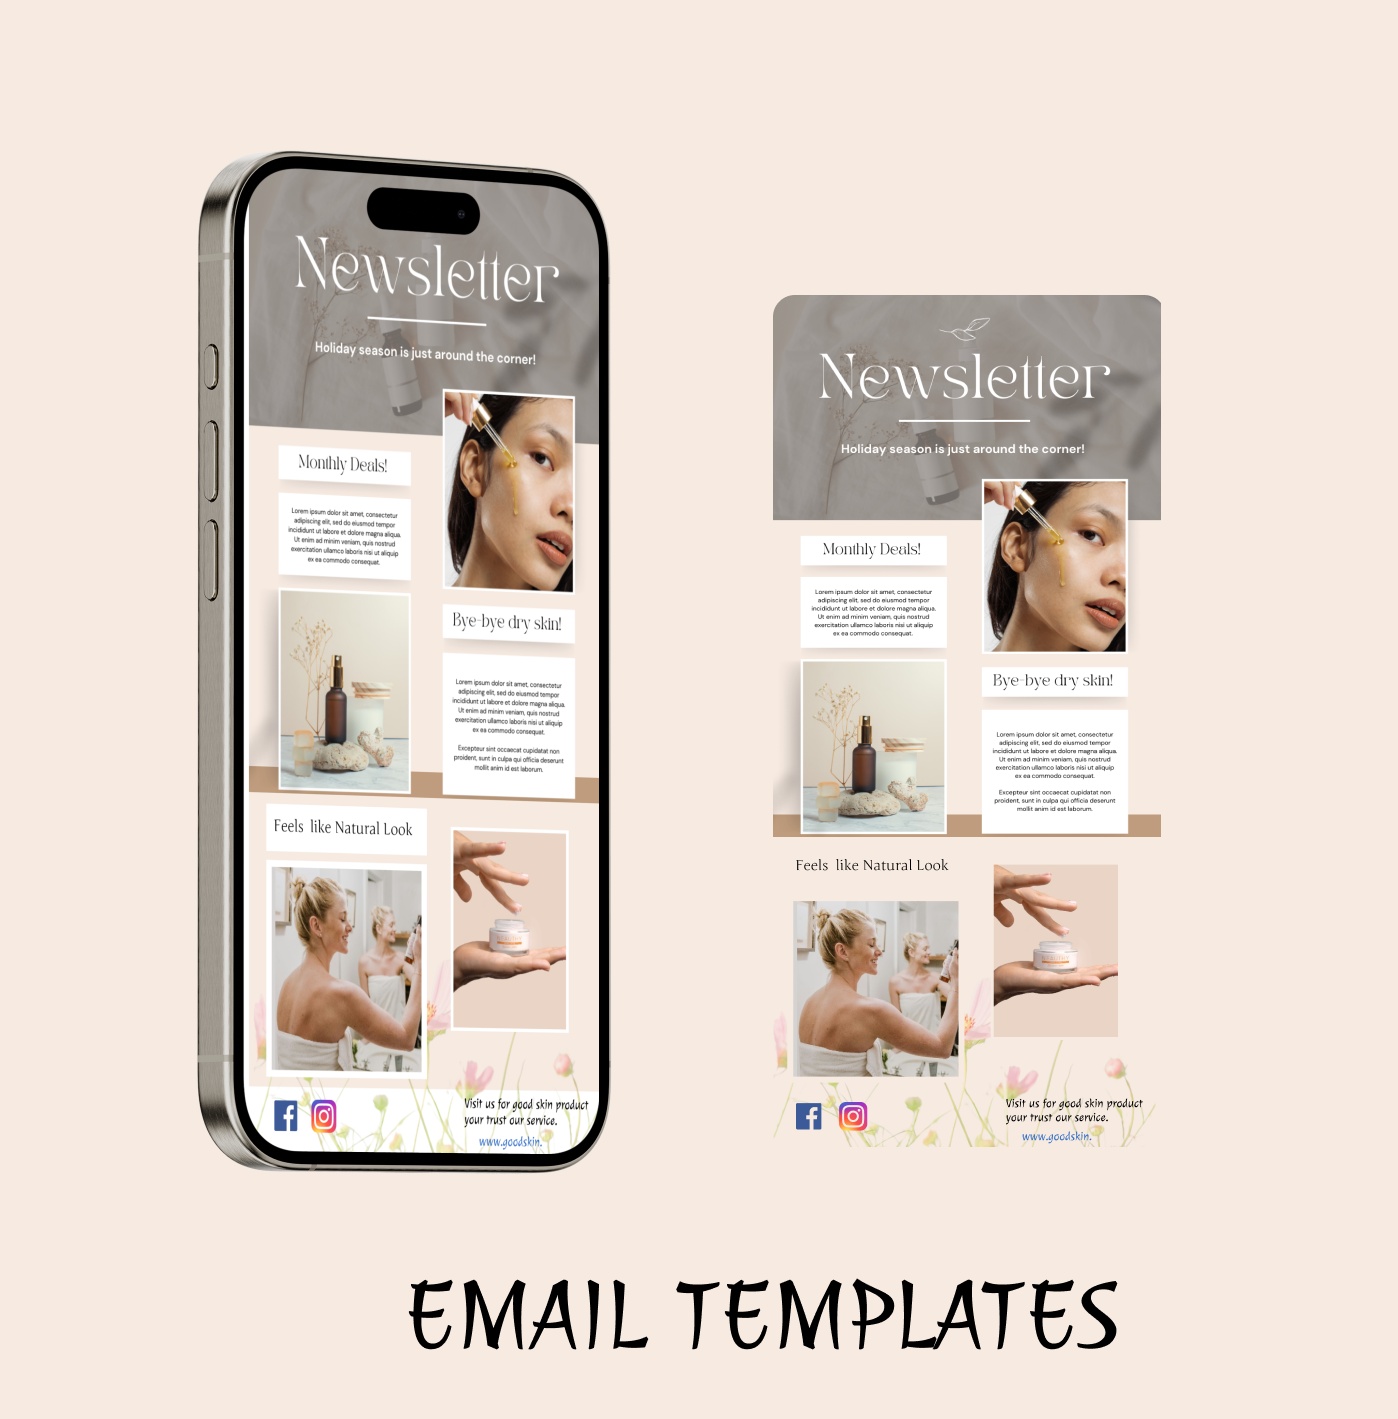 Newsletter
Holiday season is just around the corner!
Monthly Deals!
Lorem ipsum dolor sit amet, consectetur
adipiscing elit, sed do eiusmod tempor
incididunt ut labore et dolore magna aliqua.
Ut enim ad minim veniam, quis nostrud
exercitation ullamco laboris nisi ut aliquip
ex ea commodo consequat.
Bye-bye dry skin!
Lorem ipsum dolor sit amet, consectetur
adipiscing elit, sed do eiusmod tempor
incididunt ut labore et dolore magna aliqua.
Ut enim ad minim veniam, quis nostrud
exercitation ullamco laboris nisi ut aliquip
ex ea commodo consequat.
Excepteur sint occaecat cupidatat non
proident, sunt in culpa qui officia deserunt
mollit anim id est laborum.
Feels like Natural Look
Visit us for good skin product
your trust our service.
www.goodskin.
Newsletter
Holiday season is just around the corner!
Monthly Deals!
Lorem ipsum dolor sit amet, consectetur
adipiscing elit, sed do eiusmod tempor
incididunt ut labore et dolore magna aliqua.
Ut enim ad minim veniam, quis nostrud
exercitation ullamco laboris nisi ut aliquip
ex ea commodo consequat.
Bye-bye dry skin!
Lorem ipsum dolor sit amet, consectetur
adipiscing elit, sed do eiusmod tempor
incididunt ut labore et dolore magna aliqua.
Ut enim ad minim veniam, quis nostrud
exercitation ullamco laboris nisi ut aliquip
ex ea commodo consequat.
Excepteur sint occaecat cupidatat non
proident, sunt in culpa qui officia deserunt
mollit anim id est laborum.
Feels like Natural Look
Visit us for good skin product
your trust our service.
www.goodskin.
EMAIL TEMPLATES